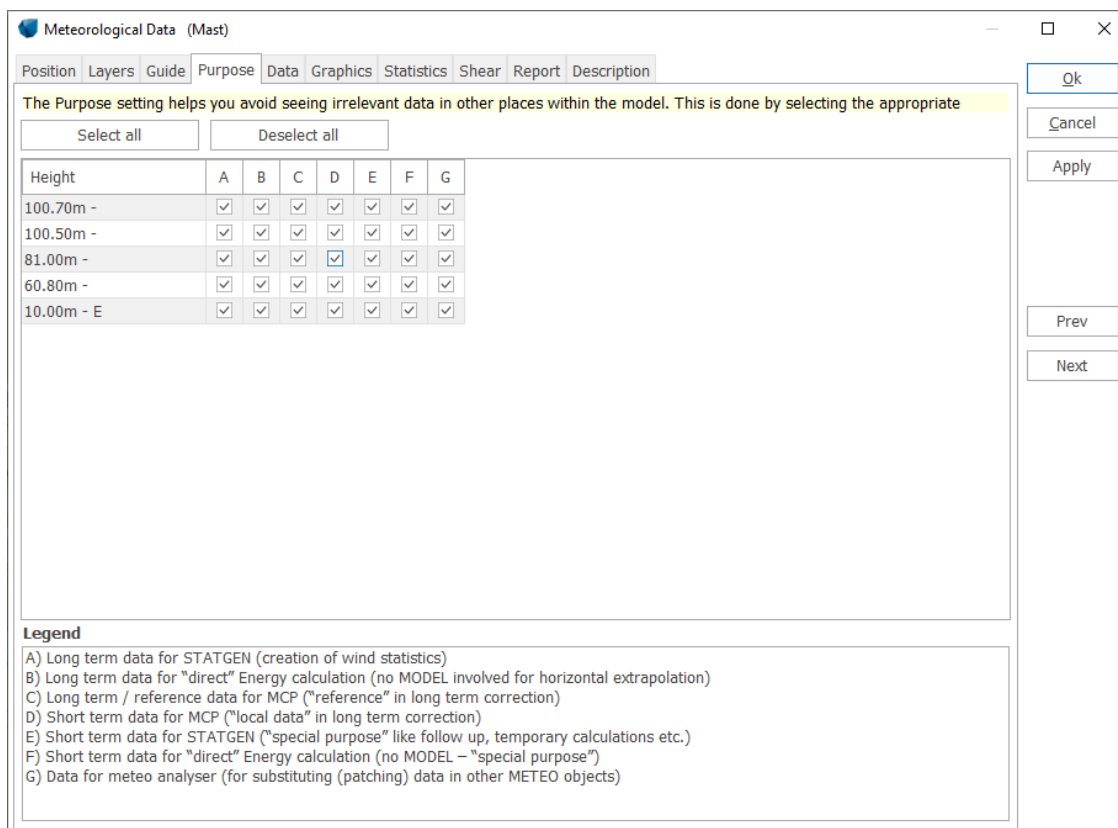 Meteorological Data (Mast)
Position Layers Guide Purpose Data Graphics Statistics Shear Report Description
The Purpose setting helps you avoid seeing irrelevant data in other places within the model. This is done by selecting the appropriate
Select all Deselect all
Height A B C D E F G
100.70m -
100.50m -
81.00m -
60.80m -
10.00m - E
Legend
A) Long term data for STATGEN (creation of wind statistics)
B) Long term data for “direct” Energy calculation (no MODEL involved for horizontal extrapolation)
C) Long term / reference data for MCP (“reference” in long term correction)
D) Short term data for MCP (“local data” in long term correction)
E) Short term data for STATGEN (“special purpose” like follow up, temporary calculations etc.)
F) Short term data for “direct” Energy calculation (no MODEL – “special purpose”)
G) Data for meteo analyser (for substituting (patching) data in other METEO objects)
Ok
Cancel
Apply
Prev
Next